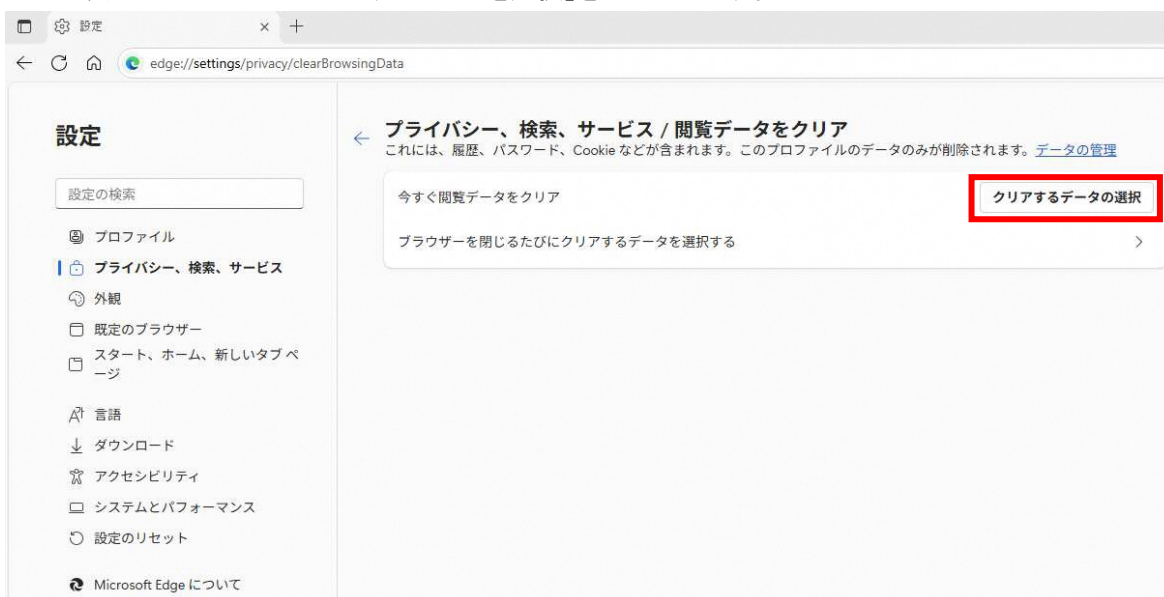 設定
edge://settings/privacy/clearBrowsingData
設定
設定の検索
プロファイル
プライバシー、検索、サービス
外観
既定のブラウザー
スタート、ホーム、新しいタブ ペ
ージ
言語
ダウンロード
アクセシビリティ
システムとパフォーマンス
設定のリセット
Microsoft Edge について
プライバシー、検索、サービス / 閲覧データをクリア
これには、履歴、パスワード、Cookie などが含まれます。このプロファイルのデータのみが削除されます。データの管理
今すぐ閲覧データをクリア
クリアするデータの選択
ブラウザーを閉じるたびにクリアするデータを選択する